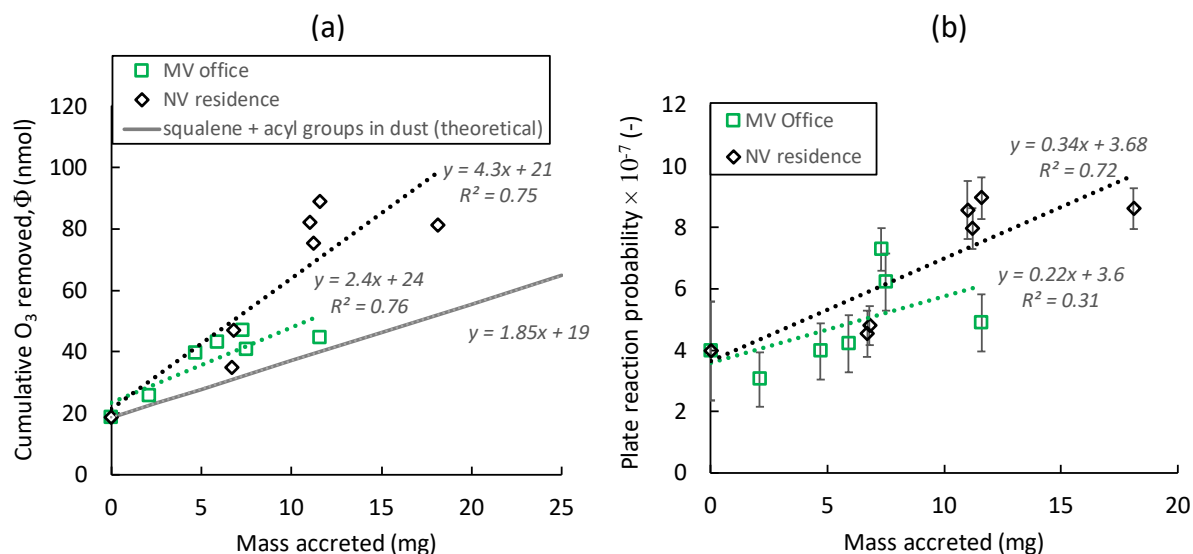 (a)
MV office
NV residence
squalene + acyl groups in dust (theoretical)
Cumulative O₃ removed, Φ (nmol)
120
100
80
60
40
20
0
y = 4.3x + 21
R² = 0.75
y = 2.4x + 24
R² = 0.76
y = 1.85x + 19
0 5 10 15 20 25
Mass accreted (mg)
(b)
MV Office
NV residence
Plate reaction probability × 10⁻⁷ (-)
12
10
8
6
4
2
0
y = 0.34x + 3.68
R² = 0.72
y = 0.22x + 3.6
R² = 0.31
0 5 10 15 20
Mass accreted (mg)